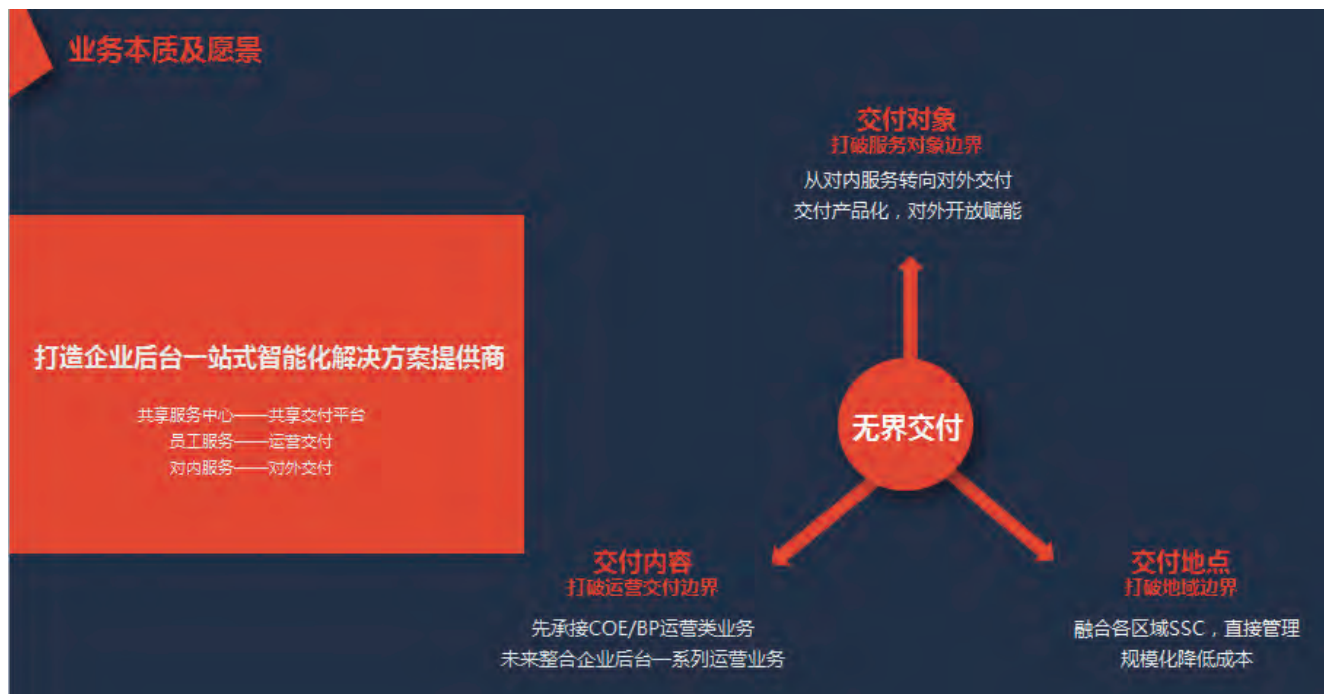 业务本质及愿景
打造企业后台一站式智能化解决方案提供商
共享服务中心——共享交付平台
员工服务——运营交付
对内服务——对外交付
交付对象
打破服务对象边界
从对内服务转向对外交付
交付产品化，对外开放赋能
无界交付
交付内容
打破运营交付边界
先承接COE/BP运营类业务
未来整合企业后台一系列运营业务
交付地点
打破地域边界
融合各区域SSC，直接管理
规模化降低成本